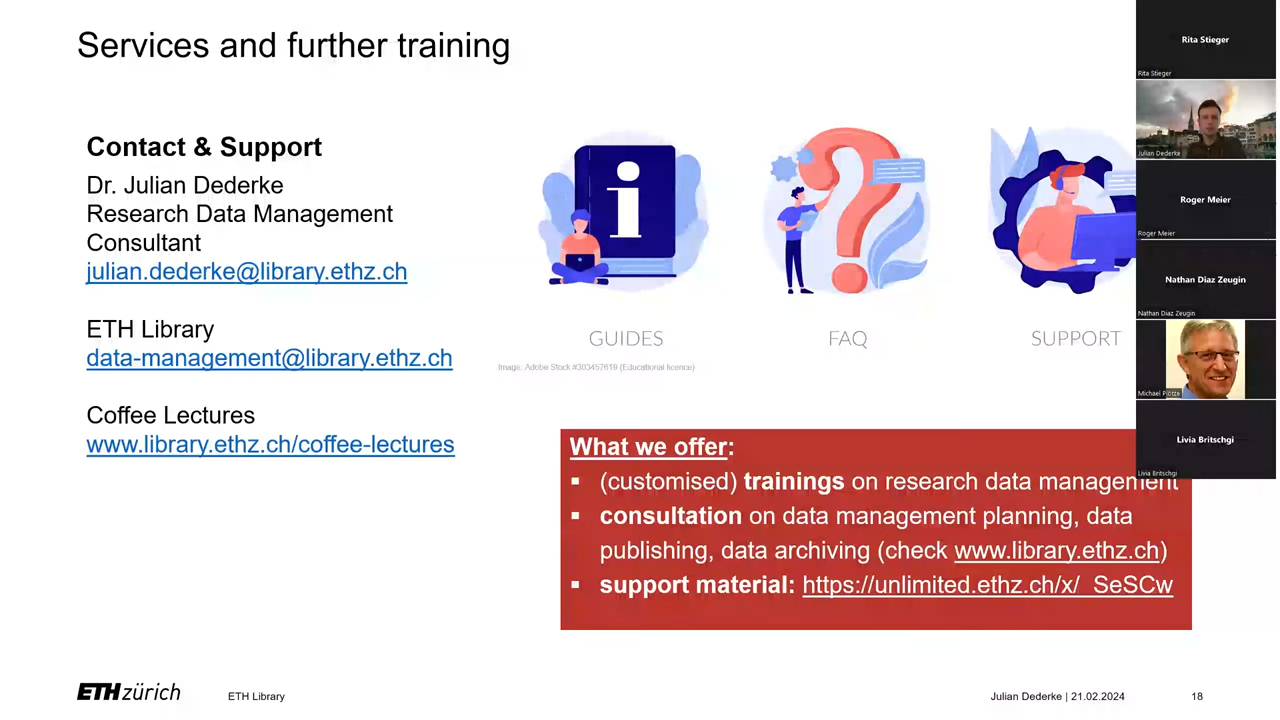 Services and further training
Contact & Support
Dr. Julian Dederke
Research Data Management
Consultant
julian.dederke@library.ethz.ch
ETH Library
data-management@library.ethz.ch
Coffee Lectures
www.library.ethz.ch/coffee-lectures
i
GUIDES
FAQ
SUPPORT
Image: Adobe Stock #303457619 (Educational licence)
What we offer:
▪ (customised) trainings on research data management
▪ consultation on data management planning, data
publishing, data archiving (check www.library.ethz.ch)
▪ support material: https://unlimited.ethz.ch/x/_SeSCw
ETH zürich
ETH Library
Julian Dederke | 21.02.2024
18
Rita Stieger
Rita Stieger
Julian Dederke
Roger Meier
Roger Meier
Nathan Diaz Zeugin
Nathan Diaz Zeugin
Michael Plötze
Livia Britschgi
Livia Britschgi